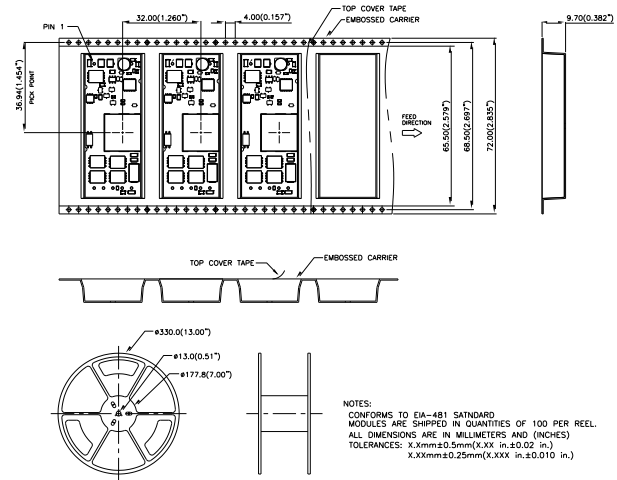 TOP COVER TAPE
EMBOSSED CARRIER
32.00(1.260")
4.00(0.157")
9.70(0.382")
PIN 1
36.94(1.454")
PICK POINT
FEED
DIRECTION
65.50(2.579")
68.50(2.697")
72.00(2.835")
TOP COVER TAPE
EMBOSSED CARRIER
ø330.0(13.00")
ø13.0(0.51")
ø177.8(7.00")
NOTES:
CONFORMS TO EIA-481 SATNDARD
MODULES ARE SHIPPED IN QUANTITIES OF 100 PER REEL.
ALL DIMENSIONS ARE IN MILLIMETERS AND (INCHES)
TOLERANCES: X.Xmm±0.5mm(X.XX in.±0.02 in.)
X.XXmm±0.25mm(X.XXX in.±0.010 in.)